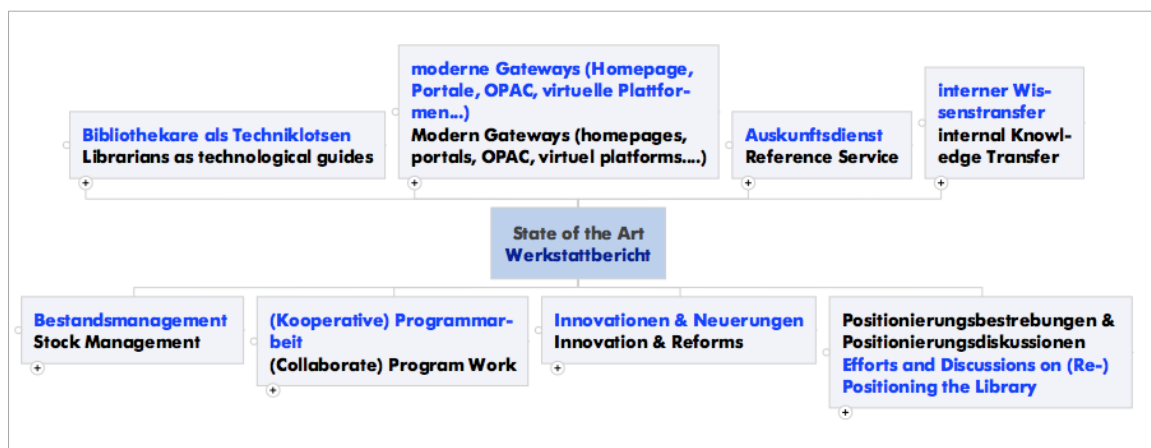 Bibliothekare als Techniklotsen
Librarians as technological guides
moderne Gateways (Homepage,
Portale, OPAC, virtuelle Plattfor-
men...)
Modern Gateways (homepages,
portals, OPAC, virtuel platforms....)
Auskunftsdienst
Reference Service
interner Wis-
senstransfer
internal Knowl-
edge Transfer
State of the Art
Werkstattbericht
Bestandsmanagement
Stock Management
(Kooperative) Programmar-
beit
(Collaborate) Program Work
Innovationen & Neuerungen
Innovation & Reforms
Positionierungsbestrebungen &
Positionierungsdiskussionen
Efforts and Discussions on (Re-)
Positioning the Library